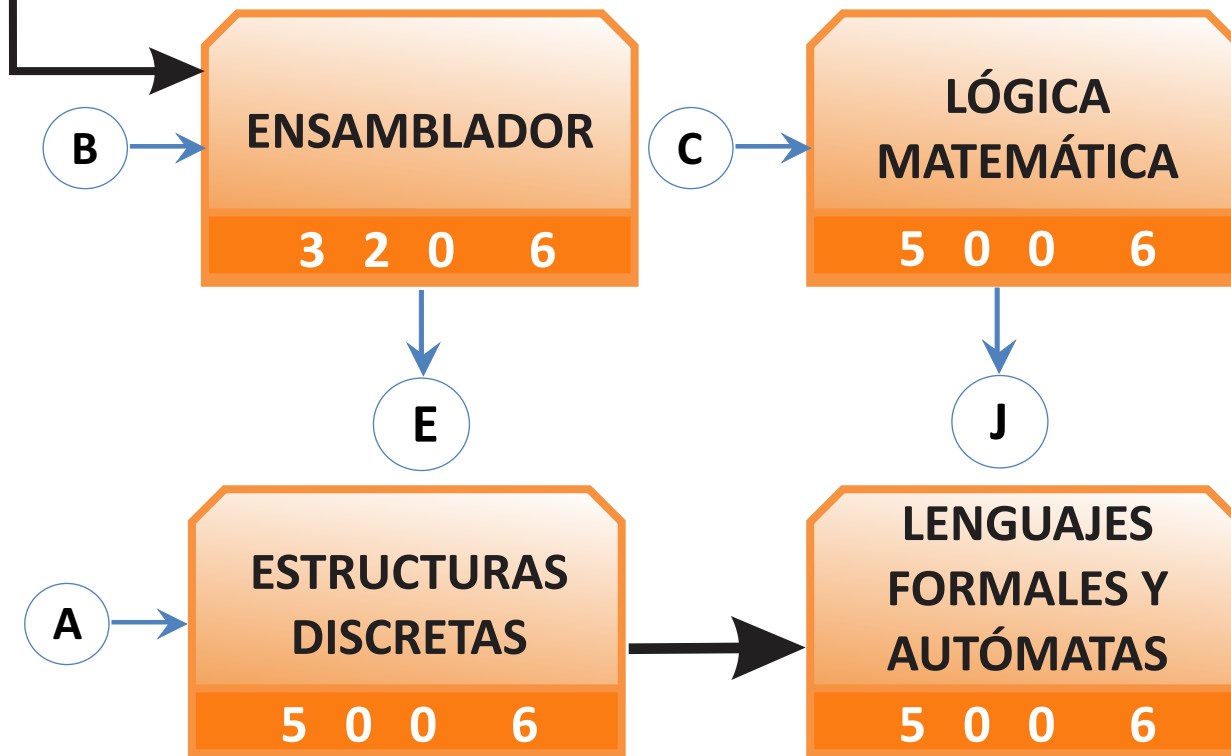 B
ENSAMBLADOR
3 2 0 6
E
C
LÓGICA
MATEMÁTICA
5 0 0 6
J
A
ESTRUCTURAS
DISCRETAS
5 0 0 6
LENGUAJES
FORMALES Y
AUTÓMATAS
5 0 0 6